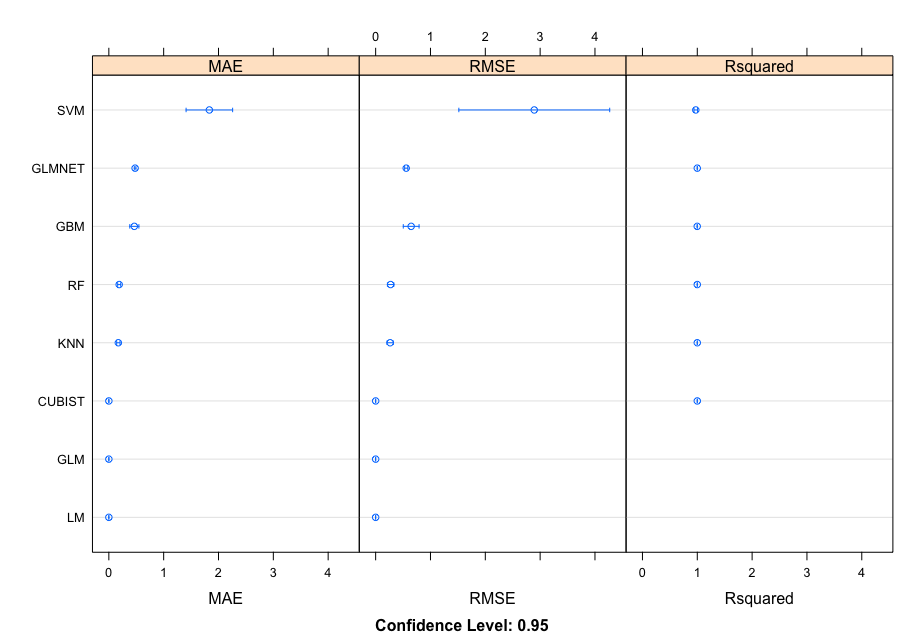 0 1 2 3 4
MAE RMSE Rsquared
SVM
GLMNET
GBM
RF
KNN
CUBIST
GLM
LM
0 1 2 3 4 0 1 2 3 4
MAE RMSE Rsquared
Confidence Level: 0.95